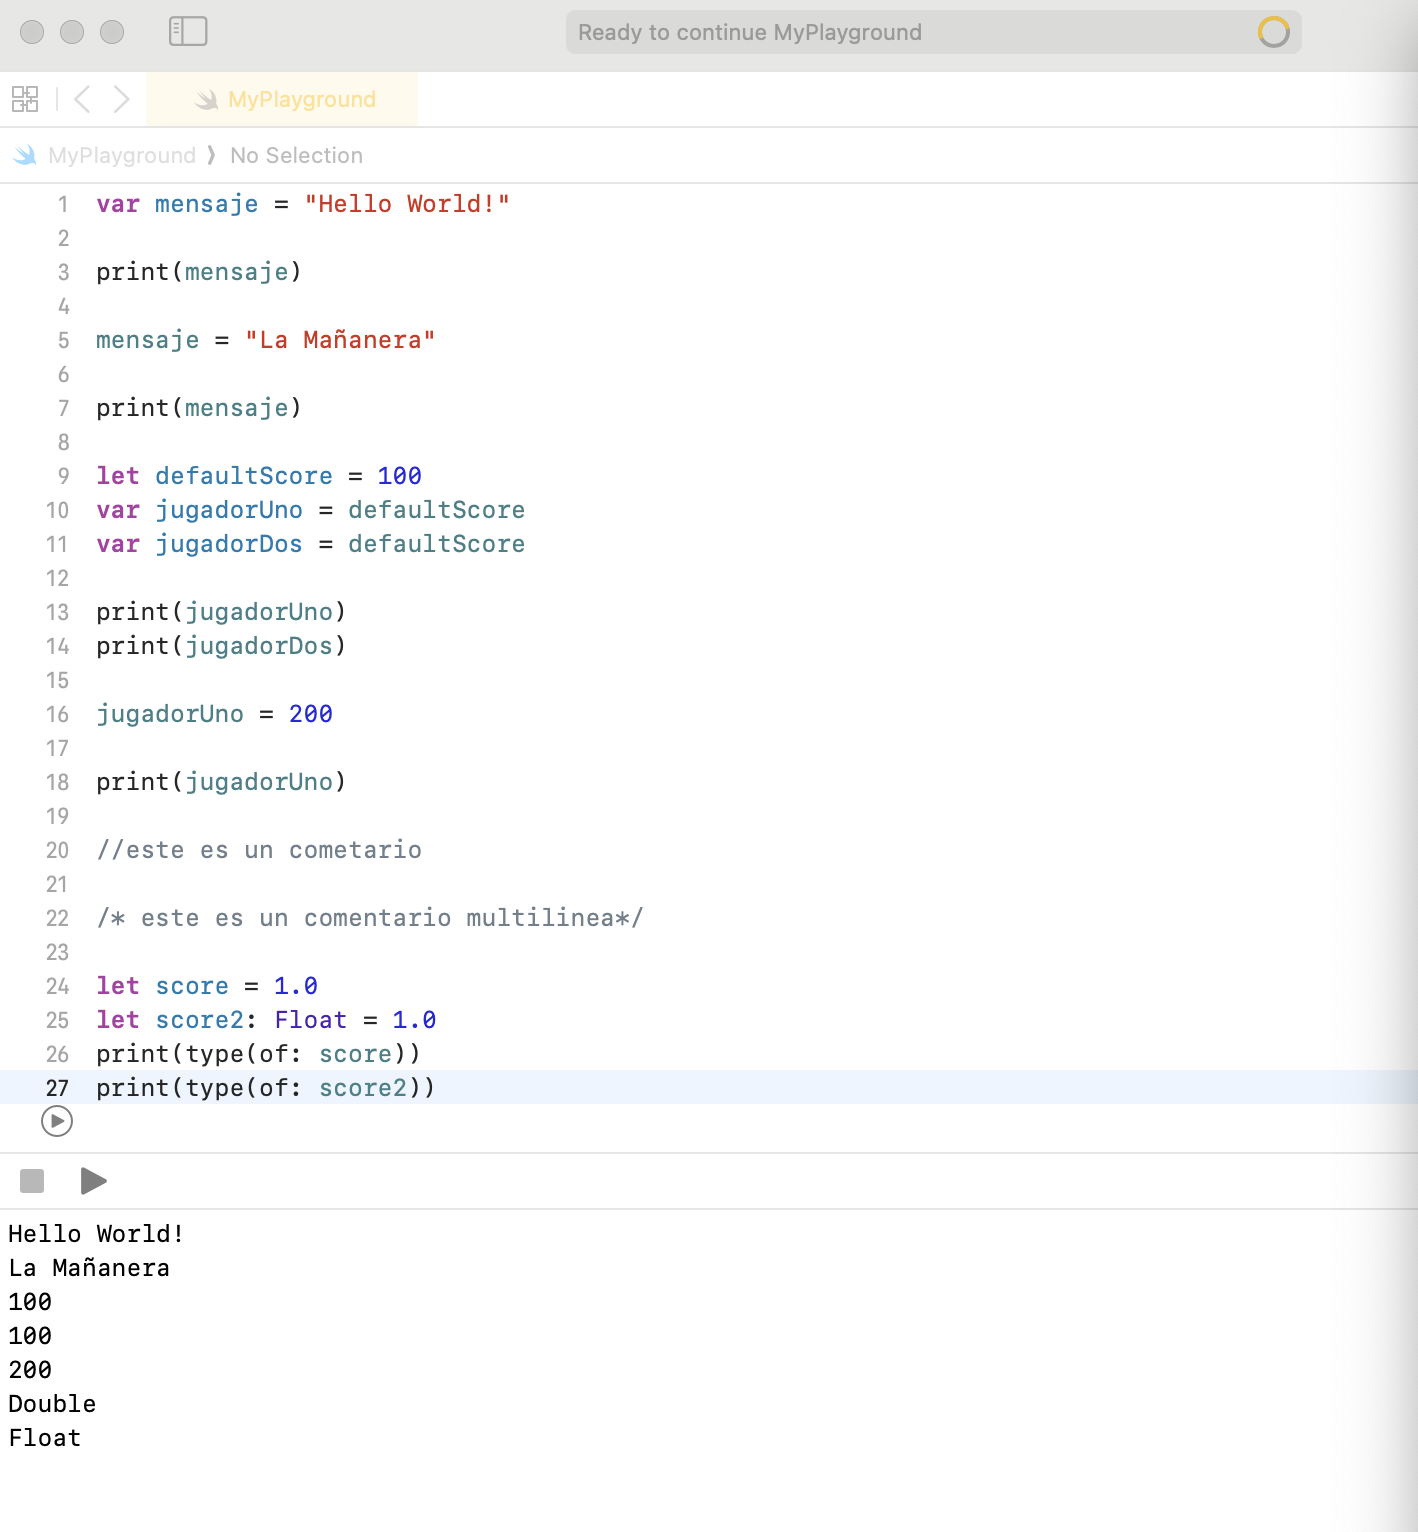 Ready to continue MyPlayground
MyPlayground
MyPlayground ⟩ No Selection
1 var mensaje = "Hello World!"
2
3 print(mensaje)
4
5 mensaje = "La Mañanera"
6
7 print(mensaje)
8
9 let defaultScore = 100
10 var jugadorUno = defaultScore
11 var jugadorDos = defaultScore
12
13 print(jugadorUno)
14 print(jugadorDos)
15
16 jugadorUno = 200
17
18 print(jugadorUno)
19
20 //este es un cometario
21
22 /* este es un comentario multilinea*/
23
24 let score = 1.0
25 let score2: Float = 1.0
26 print(type(of: score))
27 print(type(of: score2))
Hello World!
La Mañanera
100
100
200
Double
Float